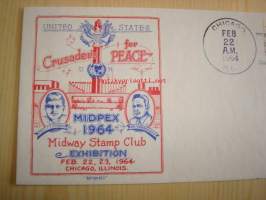 UNITED STATES
Crusader for
PEACE
MIDPEX
1964
Midway Stamp Club
EXHIBITION
FEB. 22, 23, 1964
CHICAGO, ILLINOIS.
CHICAGO
FEB
22
A.M.
1964